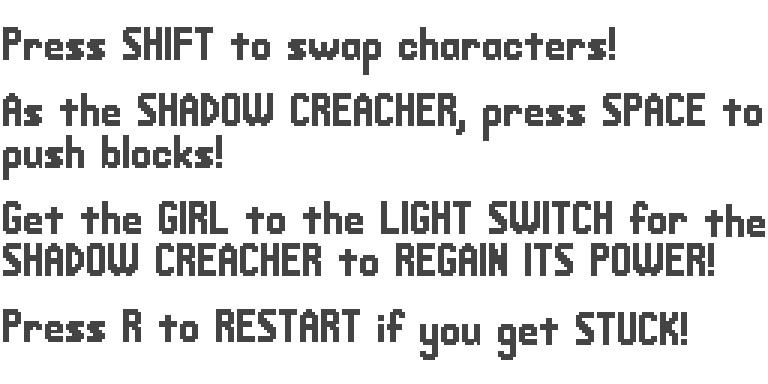 Press SHIFT to swap characters!
As the SHADOW CREACHER, press SPACE to
push blocks!
Get the GIRL to the LIGHT SWITCH for the
SHADOW CREACHER to REGAIN ITS POWER!
Press R to RESTART if you get STUCK!